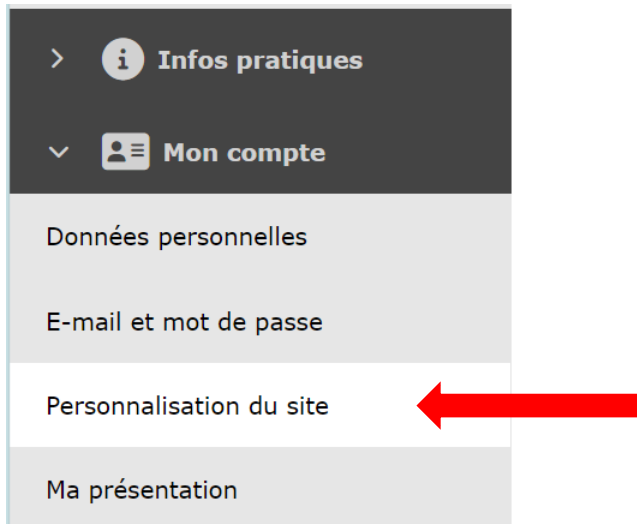 Infos pratiques
Mon compte
Données personnelles
E-mail et mot de passe
Personnalisation du site
Ma présentation